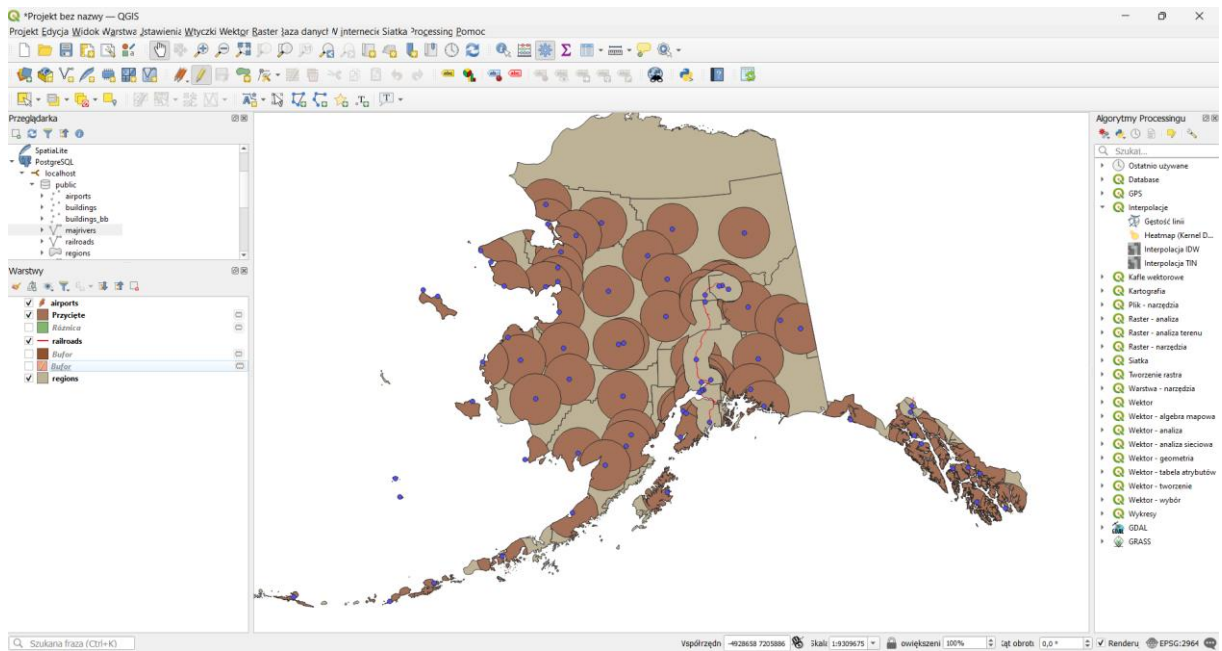 *Projekt bez nazwy — QGIS
Projekt Edycja Widok Warstwa Ustawienia Wtyczki Wektor Raster Baza danych W internecie Siatka Processing Pomoc
Przeglądarka
SpatiaLite
PostgreSQL
localhost
public
airports
buildings
buildings_bb
majrivers
railroads
regions
Warstwy
airports
Przycięte
Różnica
railroads
Bufor
Bufor
regions
Algorytmy Processingu
Szukaj...
Ostatnio używane
Database
GPS
Interpolacje
Gęstość linii
Heatmap (Kernel D...
Interpolacja IDW
Interpolacja TIN
Kafle wektorowe
Kartografia
Plik - narzędzia
Raster - analiza
Raster - analiza terenu
Raster - narzędzia
Siatka
Tworzenie rastra
Warstwa - narzędzia
Wektor
Wektor - algebra mapowa
Wektor - analiza
Wektor - analiza sieciowa
Wektor - geometria
Wektor - tabela atrybutów
Wektor - tworzenie
Wektor - wybór
Wykresy
GDAL
GRASS
Szukana fraza (Ctrl+K)
Współrzędn -4928658 7205886 Skala 1:9309675 owiększeni 100% ąt obrotu 0,0 ° Renderuj EPSG:2964